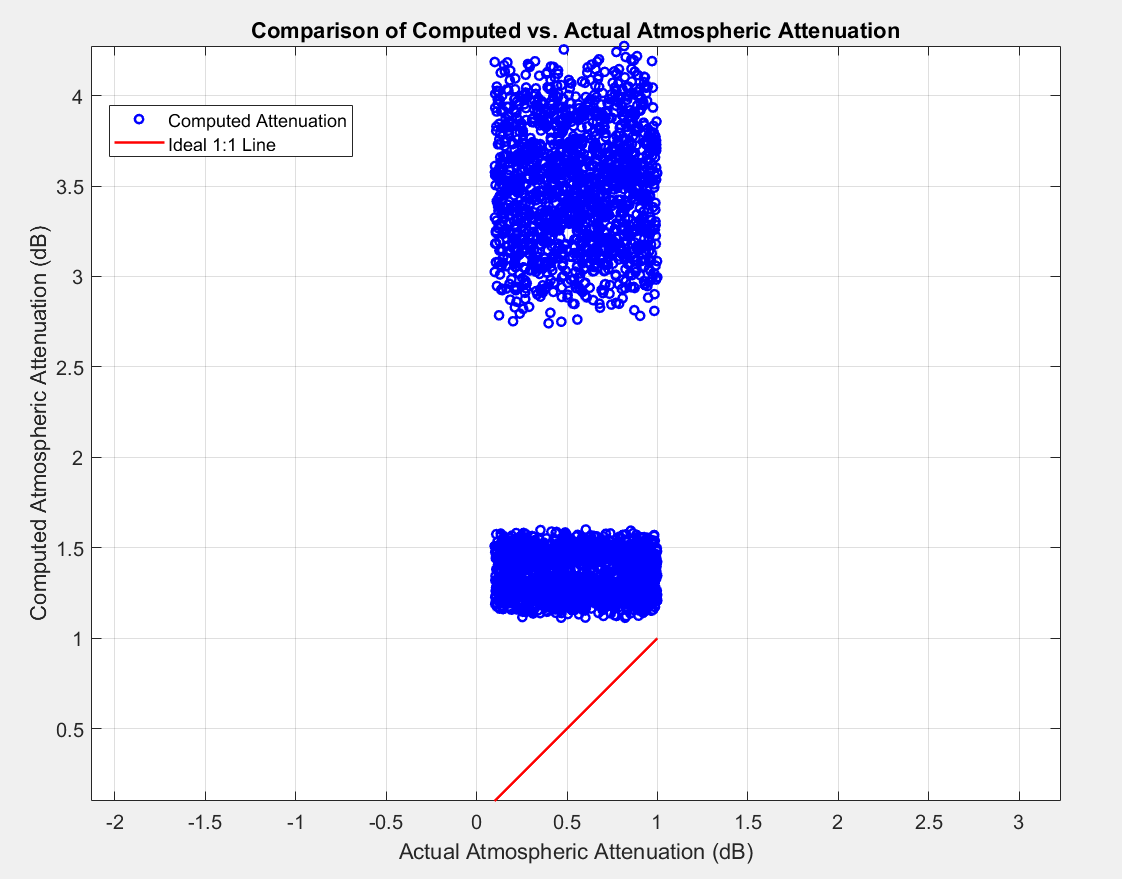 Comparison of Computed vs. Actual Atmospheric Attenuation
Computed Attenuation
Ideal 1:1 Line
Computed Atmospheric Attenuation (dB)
4
3.5
3
2.5
2
1.5
1
0.5
-2 -1.5 -1 -0.5 0 0.5 1 1.5 2 2.5 3
Actual Atmospheric Attenuation (dB)